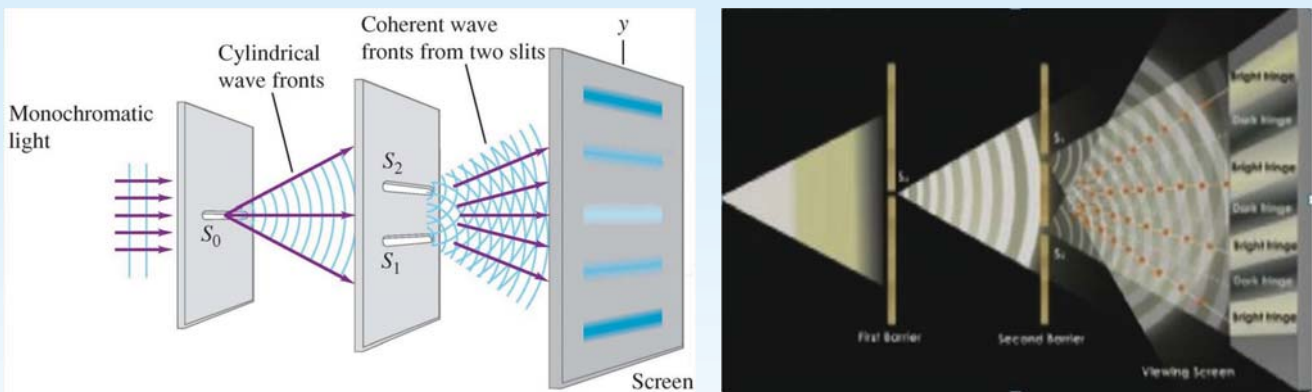 Monochromatic
light
Cylindrical
wave fronts
Coherent wave
fronts from two slits
y
S0
S2
S1
Screen
Bright fringe
Dark fringe
Bright fringe
Dark fringe
Bright fringe
Dark fringe
Bright fringe
First Barrier
Second Barrier
Viewing Screen